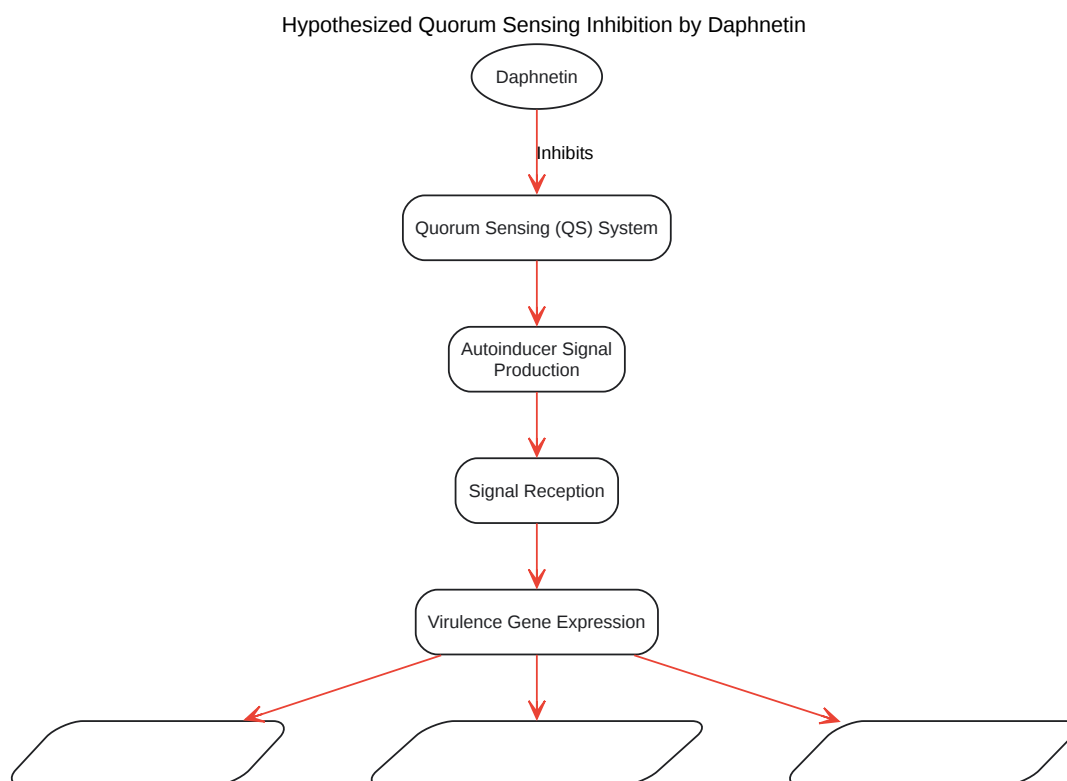 Hypothesized Quorum Sensing Inhibition by Daphnetin
Daphnetin
Inhibits
Quorum Sensing (QS) System
Autoinducer Signal
Production
Signal Reception
Virulence Gene Expression